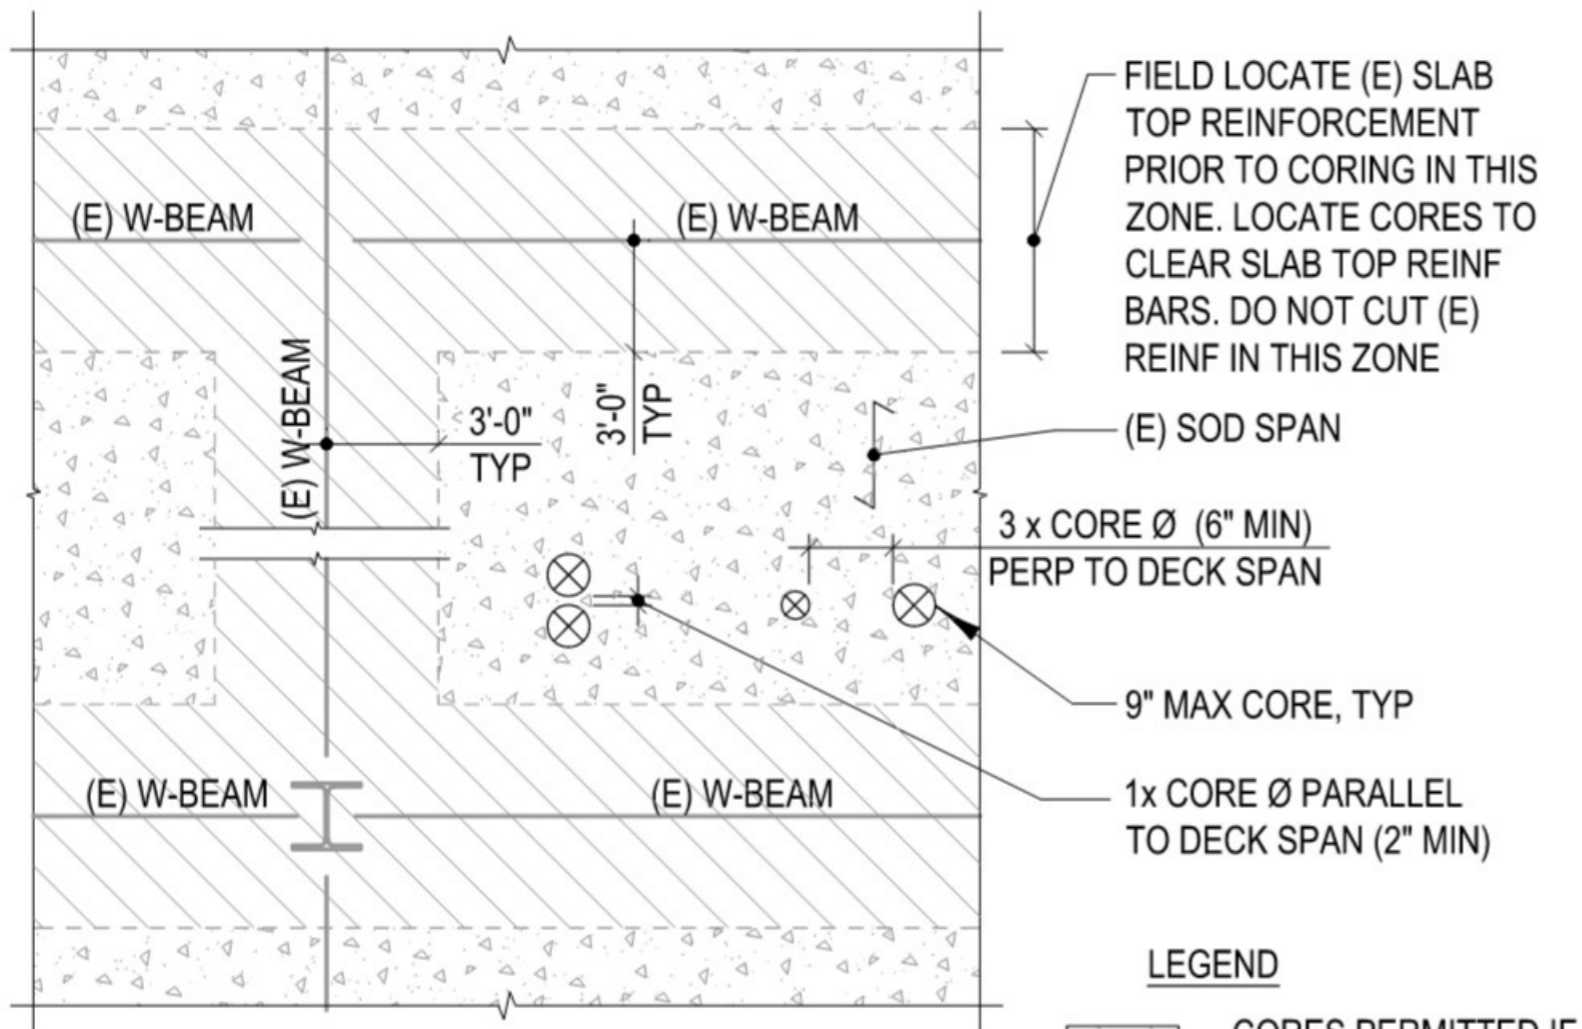 FIELD LOCATE (E) SLAB
TOP REINFORCEMENT
PRIOR TO CORING IN THIS
ZONE. LOCATE CORES TO
CLEAR SLAB TOP REINF
BARS. DO NOT CUT (E)
REINF IN THIS ZONE
(E) W-BEAM
(E) W-BEAM
(E) W-BEAM
3'-0"
TYP
3'-0"
TYP
(E) SOD SPAN
3 x CORE Ø (6" MIN)
PERP TO DECK SPAN
9" MAX CORE, TYP
(E) W-BEAM
(E) W-BEAM
1x CORE Ø PARALLEL
TO DECK SPAN (2" MIN)
LEGEND
CORES PERMITTED IF